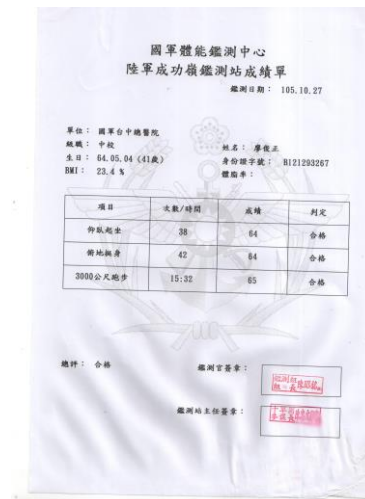 國軍體能鑑測中心
陸軍成功嶺鑑測站成績單
鑑測日期： 105.10.27
單位： 國軍台中總醫院
級職： 中校 姓名： 廖俊正
生日： 64.05.04 (41歲) 身份證字號： B121293267
BMI： 23.4 % 體脂率：
項目 次數/時間 成績 判定
仰臥起坐 38 64 合格
俯地挺身 42 64 合格
3000公尺跑步 15:32 65 合格
總評： 合格 鑑測官簽章：
鑑測站主任簽章：